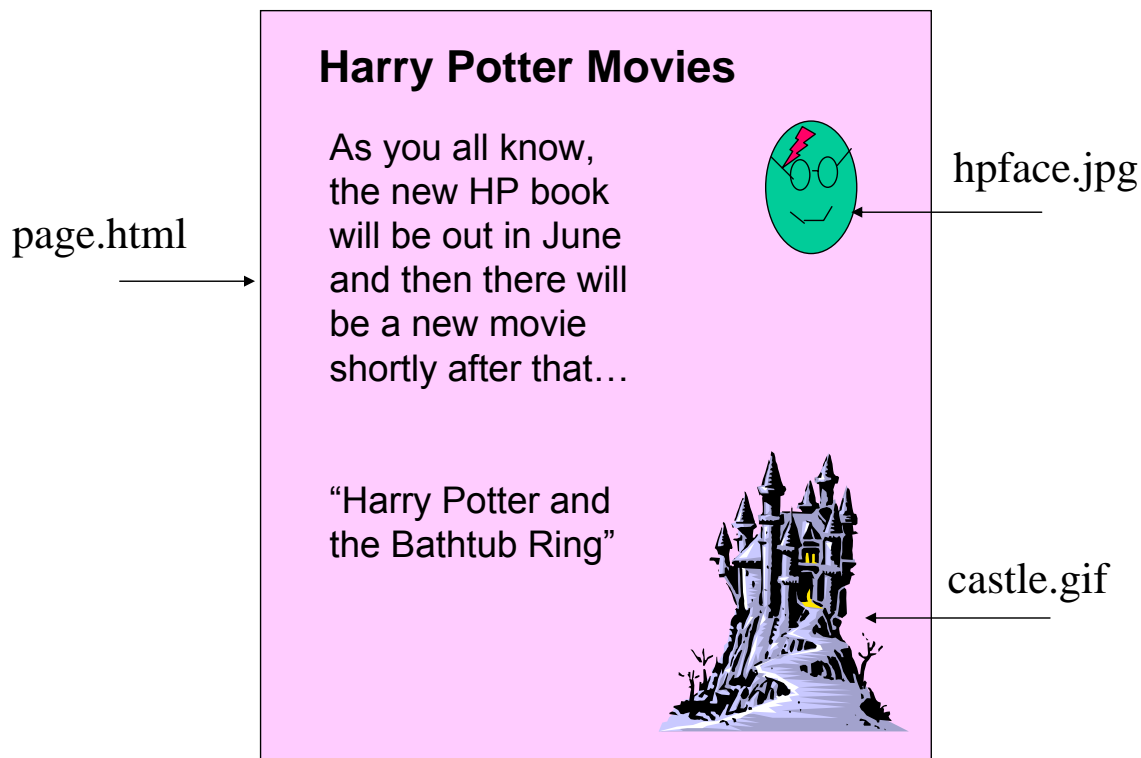 Harry Potter Movies
As you all know,
the new HP book
will be out in June
and then there will
be a new movie
shortly after that…
“Harry Potter and
the Bathtub Ring”
page.html
hpface.jpg
castle.gif